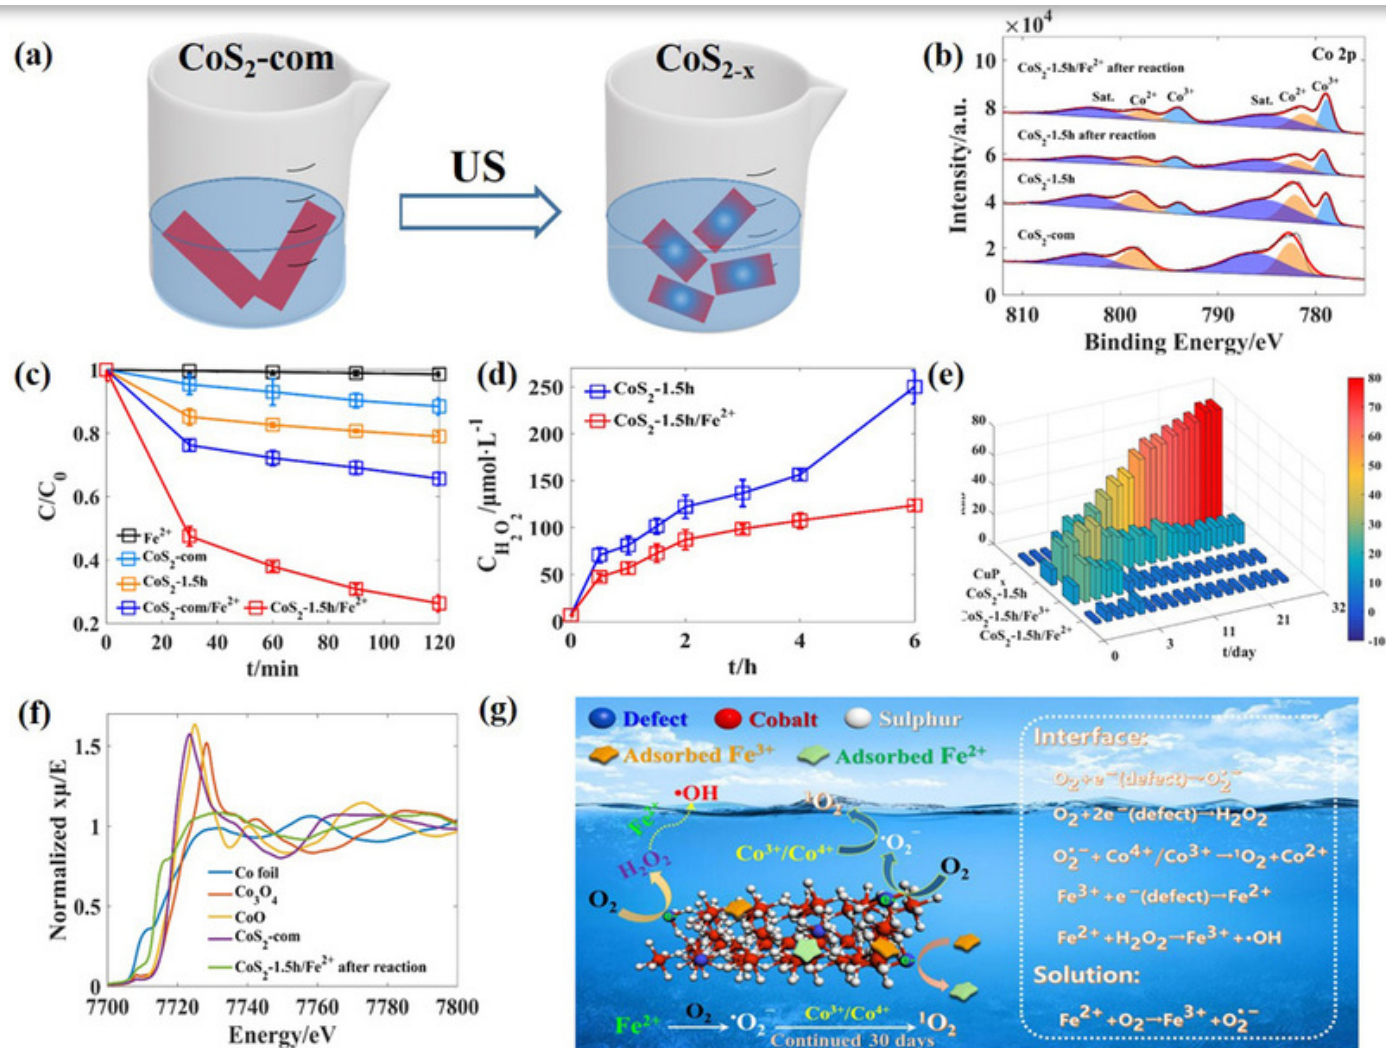 (a)
CoS₂-com
CoS₂₋ₓ
US
(b)
×10⁴
Co 2p
CoS₂-1.5h/Fe²⁺ after reaction
Sat. Co²⁺ Co³⁺ Sat. Co²⁺ Co³⁺
CoS₂-1.5h after reaction
CoS₂-1.5h
CoS₂-com
10
8
6
4
2
0
Intensity/a.u.
810 800 790 780
Binding Energy/eV
(c)
1
0.8
0.6
0.4
0.2
C/C₀
Fe²⁺
CoS₂-com
CoS₂-1.5h
CoS₂-com/Fe²⁺ CoS₂-1.5h/Fe²⁺
0 20 40 60 80 100 120
t/min
(d)
CoS₂-1.5h
CoS₂-1.5h/Fe²⁺
250
200
150
100
50
0
C H₂O₂ /μmol·L⁻¹
0 2 4 6
t/h
(e)
80
60
40
20
0
CuPₓ
CoS₂-1.5h
CoS₂-1.5h/Fe³⁺
CoS₂-1.5h/Fe²⁺
0 3 11 21 32
t/day
80
70
60
50
40
30
20
10
0
-10
(f)
1.5
1
0.5
0
Normalized xμ/E
Co foil
Co₃O₄
CoO
CoS₂-com
CoS₂-1.5h/Fe²⁺ after reaction
7700 7720 7740 7760 7780 7800
Energy/eV
(g)
Defect Cobalt Sulphur
Adsorbed Fe³⁺ Adsorbed Fe²⁺
•OH
Fe²⁺
H₂O₂
O₂
¹O₂
Co³⁺/Co⁴⁺
•O₂⁻
O₂
Fe²⁺ O₂ •O₂⁻ Co³⁺/Co⁴⁺ ¹O₂
Continued 30 days
Interface:
O₂+e⁻(defect)→O₂•⁻
O₂+2e⁻(defect)→H₂O₂
O₂•⁻+Co⁴⁺/Co³⁺→¹O₂+Co²⁺
Fe³⁺+e⁻(defect)→Fe²⁺
Fe²⁺+H₂O₂→Fe³⁺+•OH
Solution:
Fe²⁺+O₂→Fe³⁺+O₂•⁻